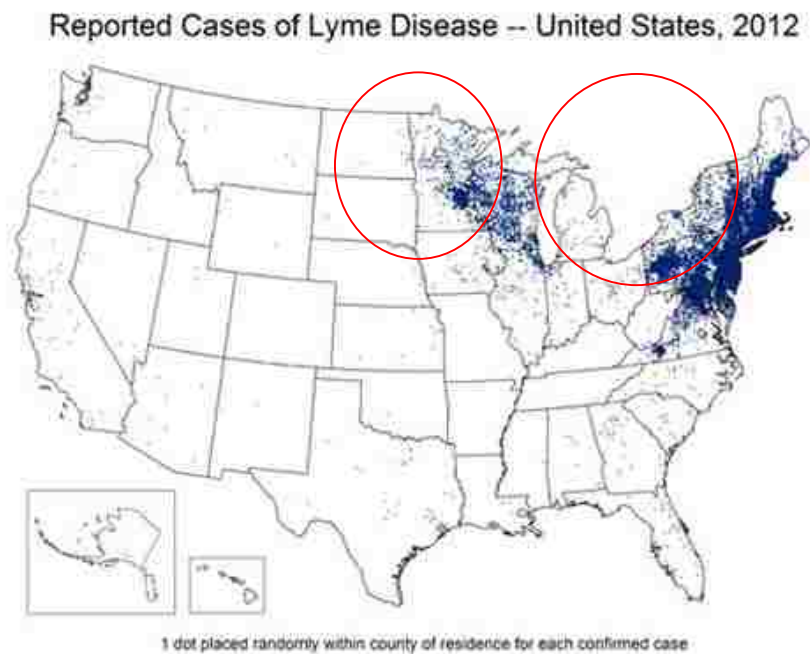 Reported Cases of Lyme Disease -- United States, 2012
1 dot placed randomly within county of residence for each confirmed case